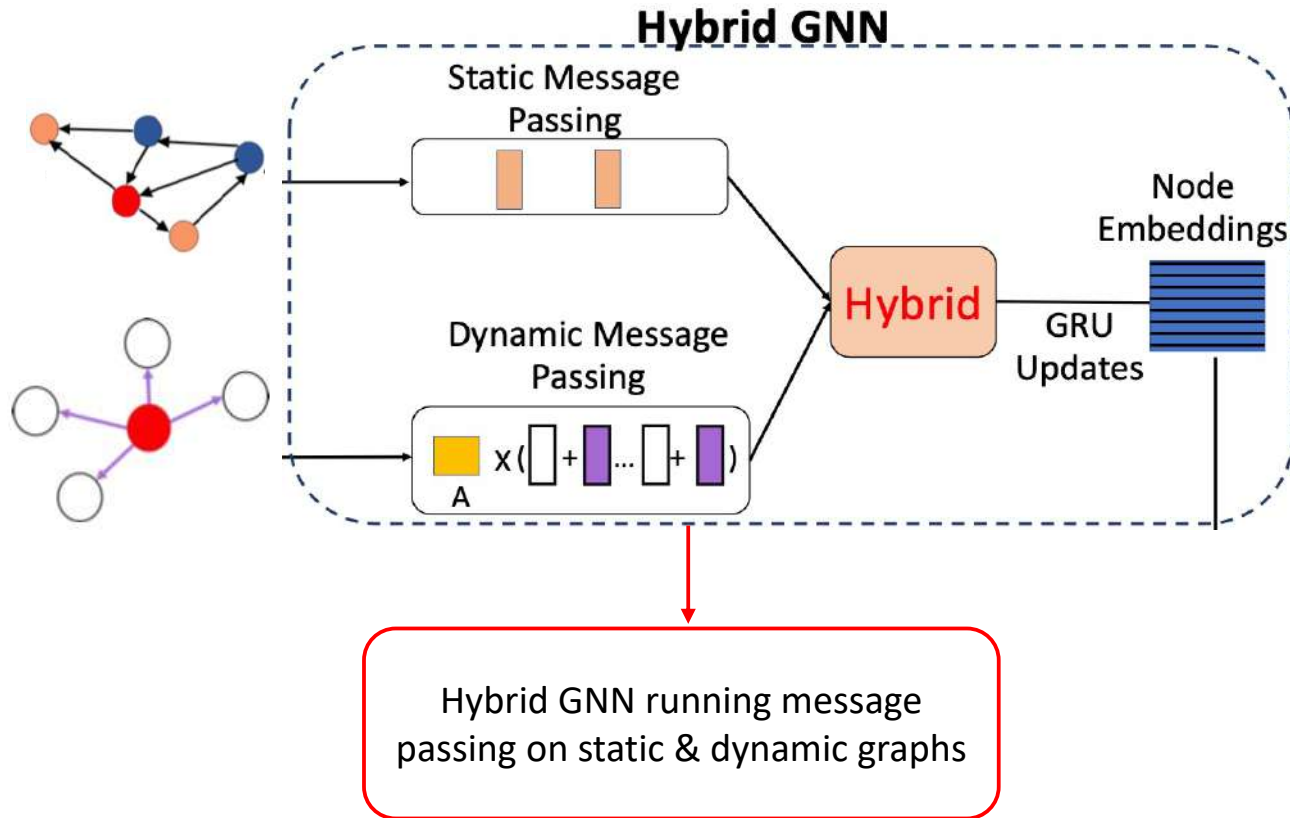 Hybrid GNN
Static Message
Passing
Node
Embeddings
Hybrid
GRU
Updates
Dynamic Message
Passing
x ( + ... + )
A
Hybrid GNN running message
passing on static & dynamic graphs